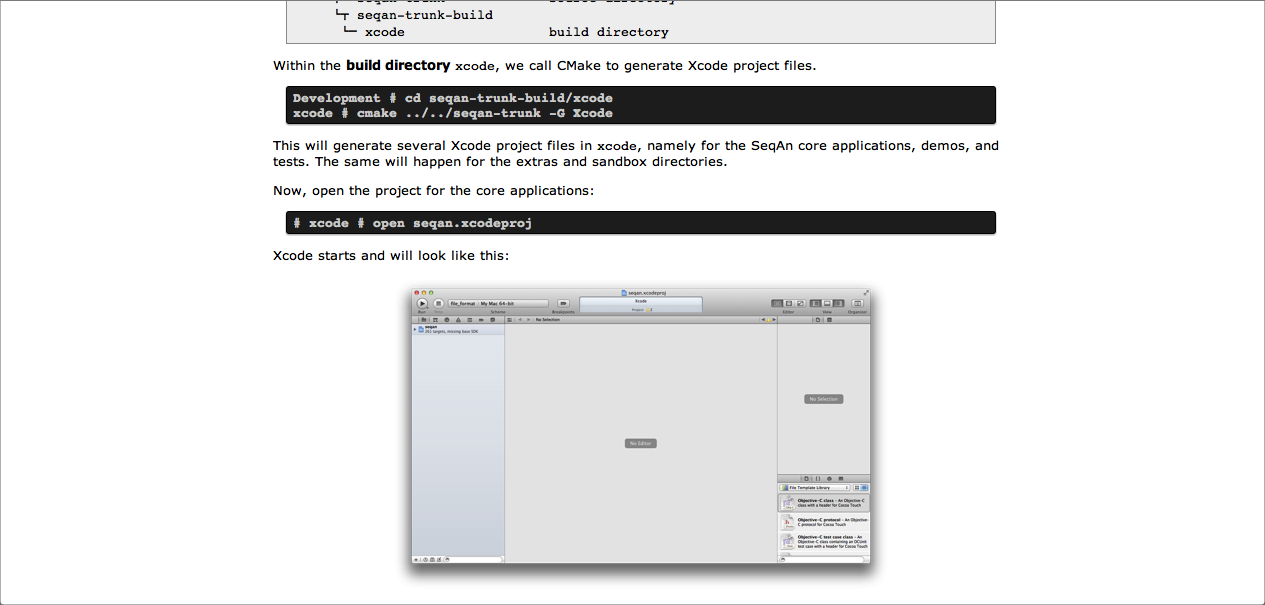 └┬ seqan-trunk-build
└─ xcode build directory
Within the build directory xcode, we call CMake to generate Xcode project files.
Development # cd seqan-trunk-build/xcode
xcode # cmake ../../seqan-trunk -G Xcode
This will generate several Xcode project files in xcode, namely for the SeqAn core applications, demos, and
tests. The same will happen for the extras and sandbox directories.
Now, open the project for the core applications:
# xcode # open seqan.xcodeproj
Xcode starts and will look like this:
seqan.xcodeproj
file_format My Mac 64-bit
Xcode
Project
Run
Scheme
Breakpoints
Editor
View
Organizer
No Selection
seqan
missing base SDK
No Selection
No Editor
File Template Library
Objective-C class - An Objective-C
class with a header for Cocoa Touch
Objective-C protocol - An Objective-
C protocol for Cocoa Touch
Objective-C test case class - An
Objective-C class containing an OCUnit
test case with a header for Cocoa Touch